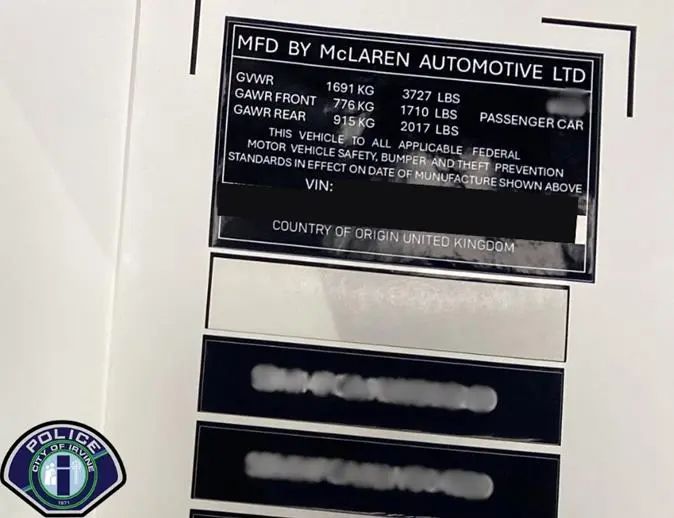 MFD BY McLAREN AUTOMOTIVE LTD
GVWR 1691 KG 3727 LBS
GAWR FRONT 776 KG 1710 LBS PASSENGER CAR
GAWR REAR 915 KG 2017 LBS
THIS VEHICLE TO ALL APPLICABLE FEDERAL
MOTOR VEHICLE SAFETY, BUMPER AND THEFT PREVENTION
STANDARDS IN EFFECT ON DATE OF MUNUFACTURE SHOWN ABOVE
VIN:
COUNTRY OF ORIGIN UNITED KINGDOM
POLICE
CITY OF IRVINE
1971